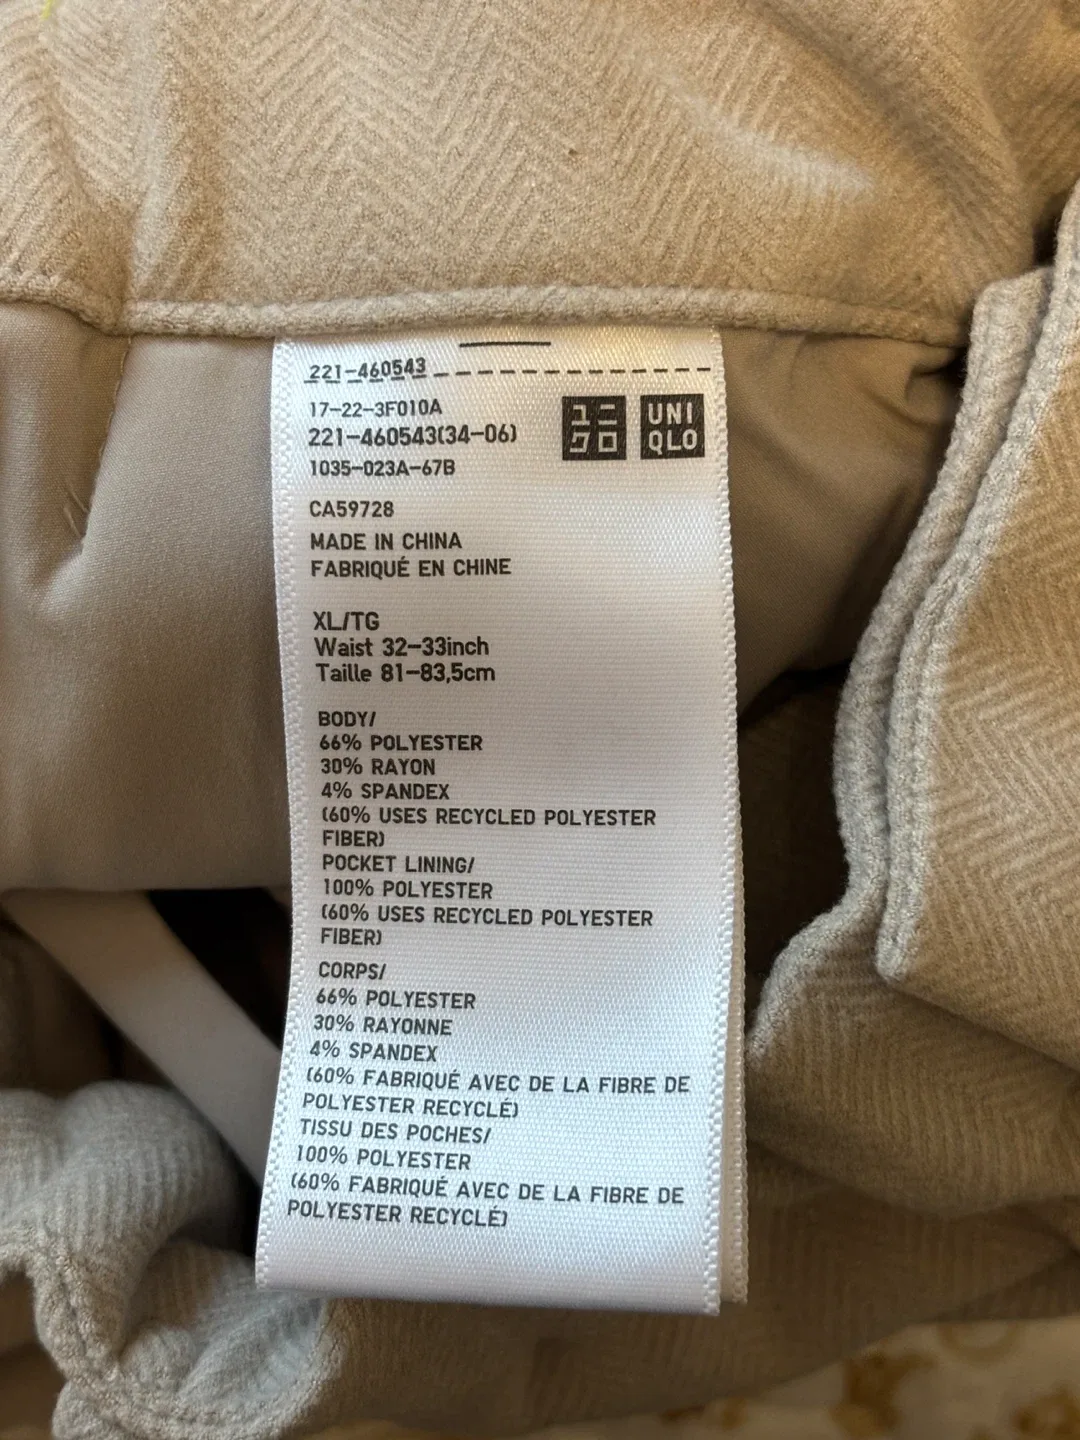 221-460543
17-22-3F010A
221-460543(34-06)
1035-023A-67B
ユニ
クロ
UNI
QLO
CA59728
MADE IN CHINA
FABRIQUÉ EN CHINE
XL/TG
Waist 32-33inch
Taille 81-83,5cm
BODY/
66% POLYESTER
30% RAYON
4% SPANDEX
(60% USES RECYCLED POLYESTER
FIBER)
POCKET LINING/
100% POLYESTER
(60% USES RECYCLED POLYESTER
FIBER)
CORPS/
66% POLYESTER
30% RAYONNE
4% SPANDEX
(60% FABRIQUÉ AVEC DE LA FIBRE DE
POLYESTER RECYCLÉ)
TISSU DES POCHES/
100% POLYESTER
(60% FABRIQUÉ AVEC DE LA FIBRE DE
POLYESTER RECYCLÉ)